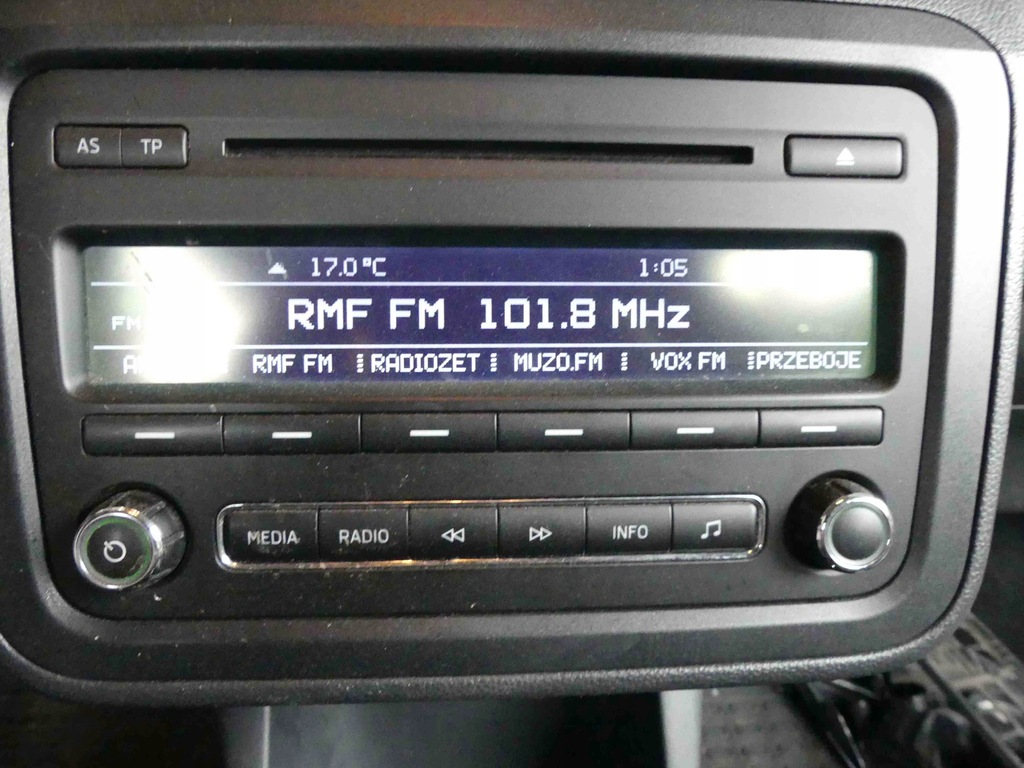 AS TP
17.0°C 1:05
FM RMF FM 101.8 MHz
RMF FM RADIOZET MUZO.FM VOX FM PRZEBOJE
MEDIA RADIO INFO